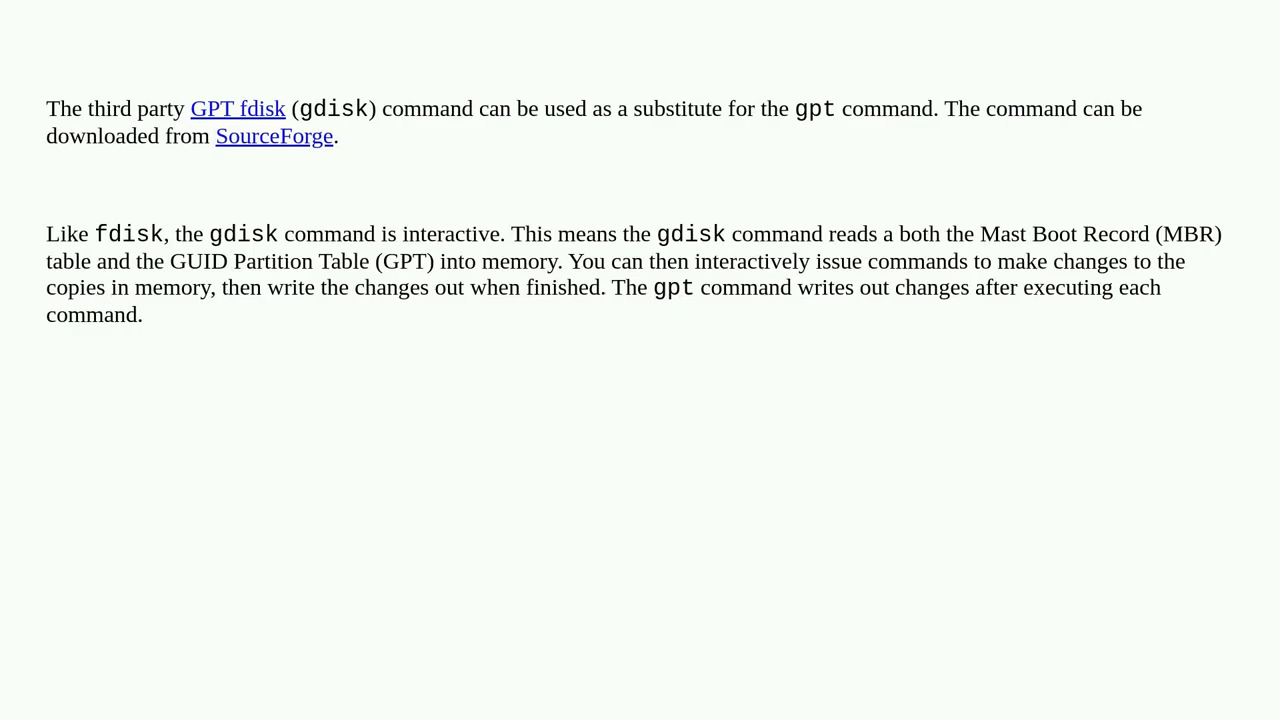 The third party GPT fdisk (gdisk) command can be used as a substitute for the gpt command. The command can be
downloaded from SourceForge.
Like fdisk, the gdisk command is interactive. This means the gdisk command reads a both the Mast Boot Record (MBR)
table and the GUID Partition Table (GPT) into memory. You can then interactively issue commands to make changes to the
copies in memory, then write the changes out when finished. The gpt command writes out changes after executing each
command.